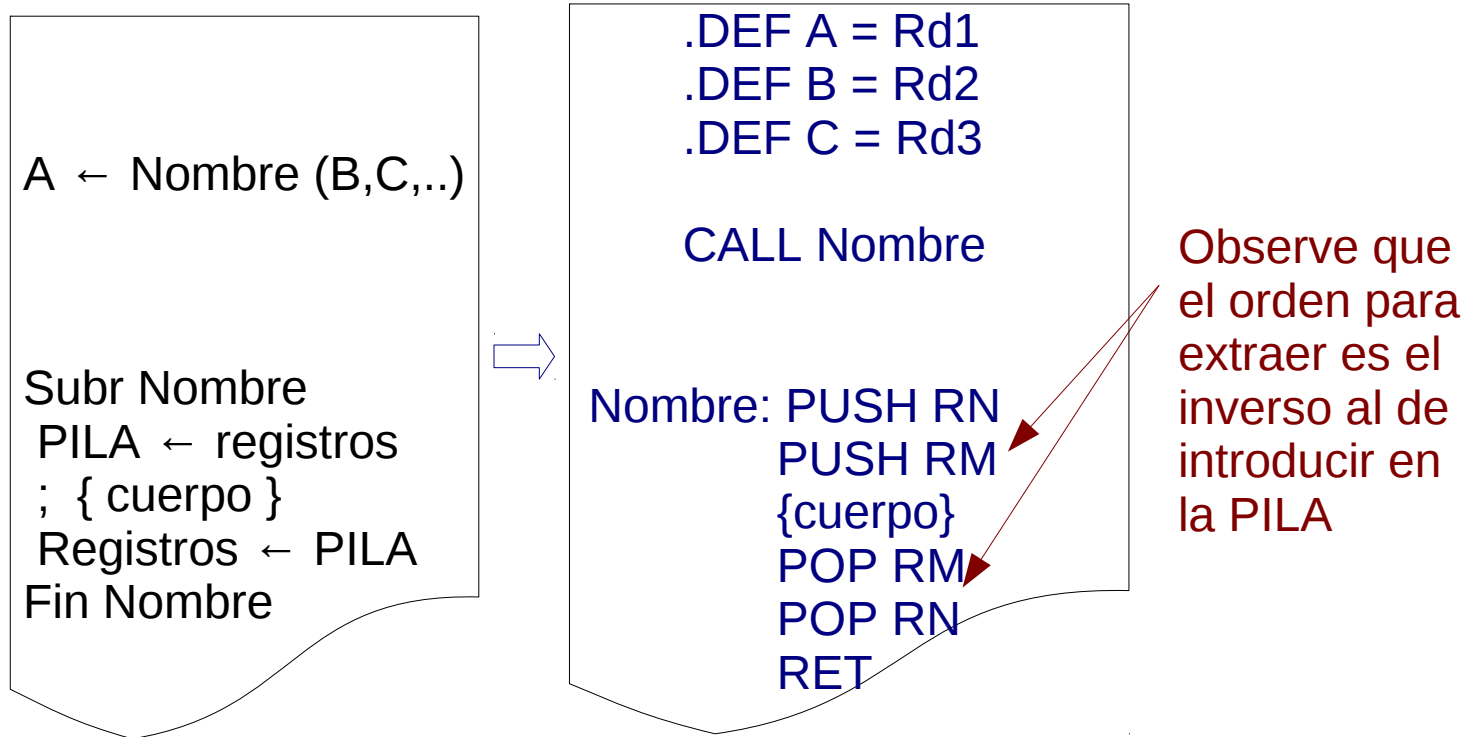 A ← Nombre (B,C,..)
Subr Nombre
PILA ← registros
; { cuerpo }
Registros ← PILA
Fin Nombre
.DEF A = Rd1
.DEF B = Rd2
.DEF C = Rd3
CALL Nombre
Nombre: PUSH RN
PUSH RM
{cuerpo}
POP RM
POP RN
RET
Observe que
el orden para
extraer es el
inverso al de
introducir en
la PILA